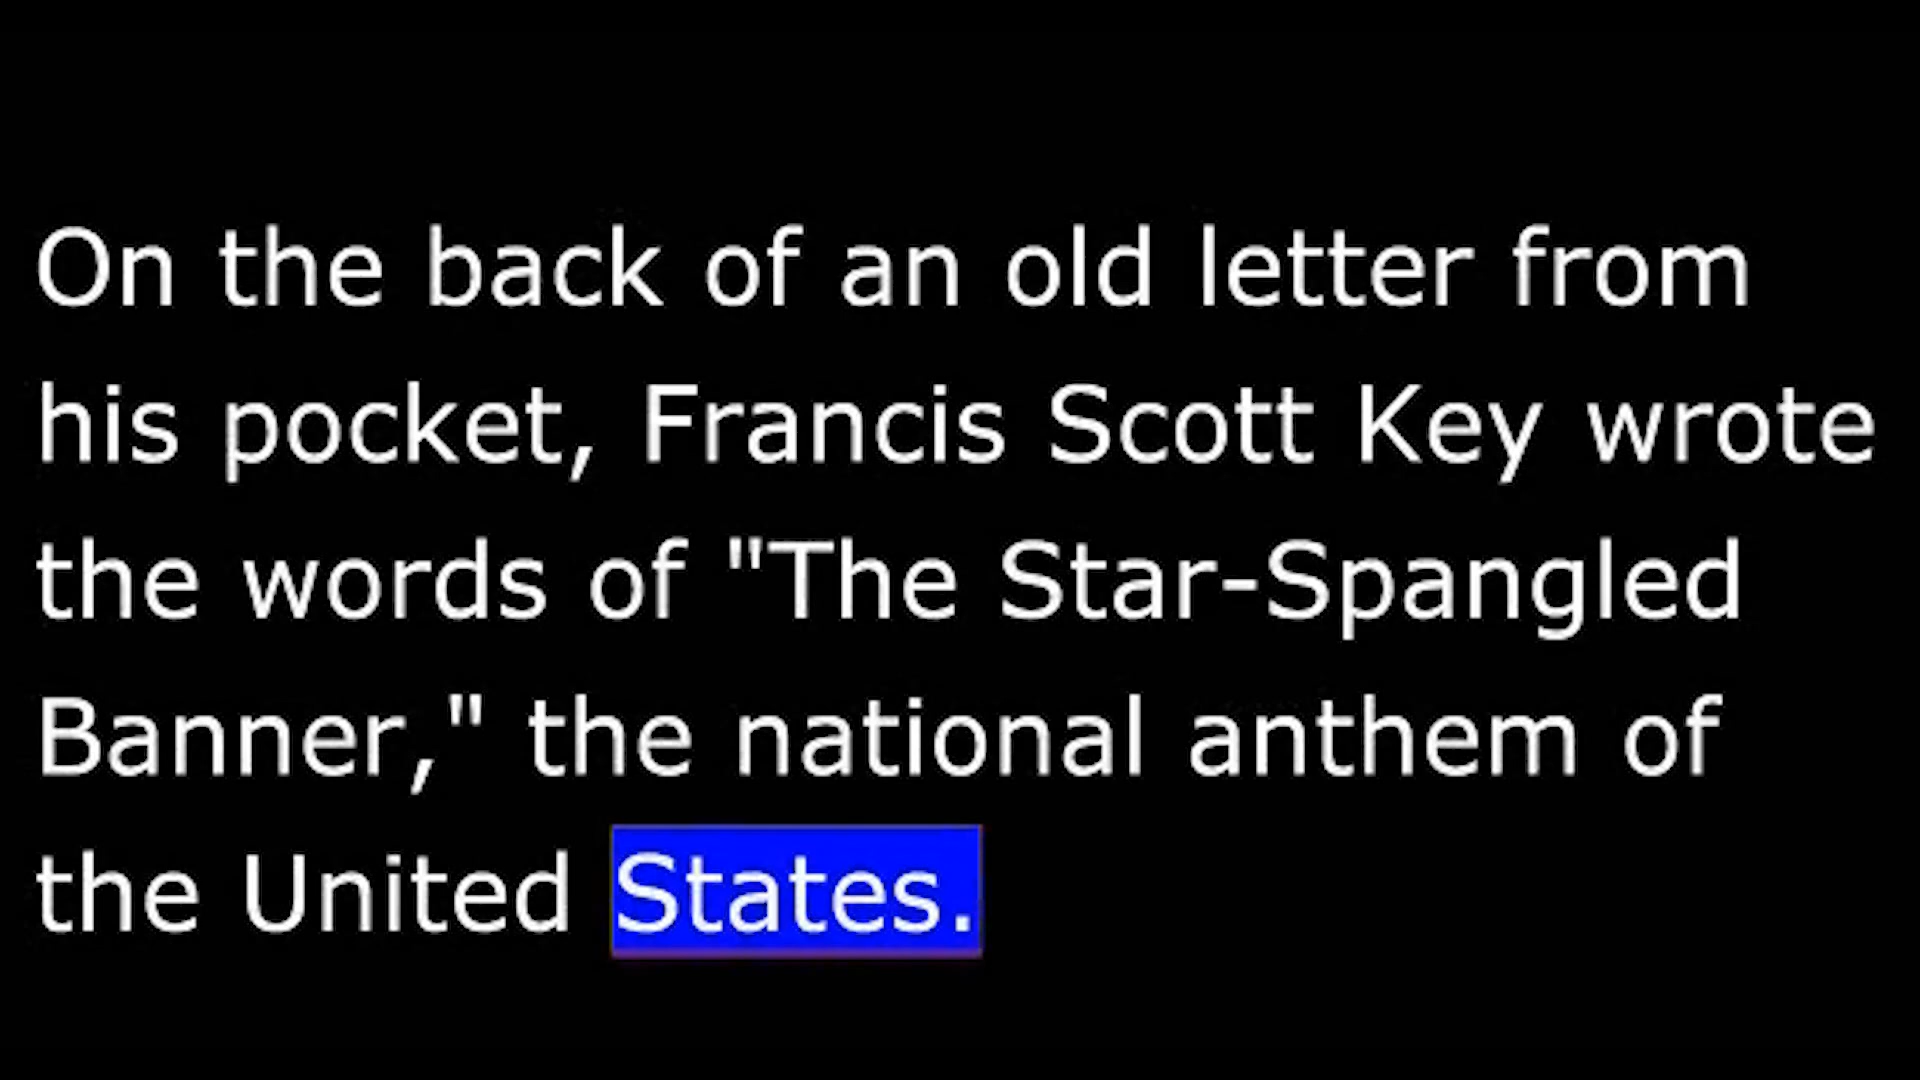 On the back of an old letter from
his pocket, Francis Scott Key wrote
the words of "The Star-Spangled
Banner," the national anthem of
the United States.